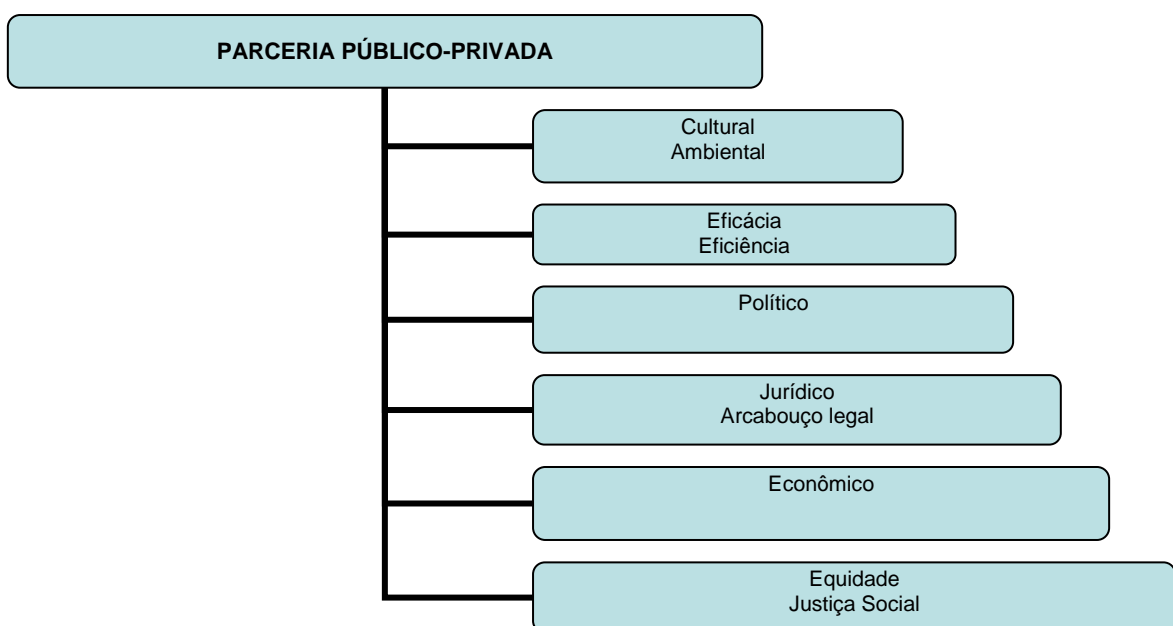 PARCERIA PÚBLICO-PRIVADA
Cultural
Ambiental
Eficácia
Eficiência
Político
Jurídico
Arcabouço legal
Econômico
Equidade
Justiça Social